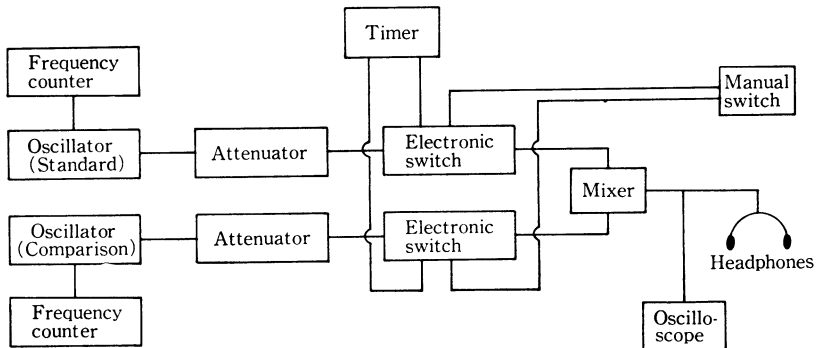 Timer
Frequency
counter
Manual
switch
Oscillator
(Standard)
Attenuator
Electronic
switch
Mixer
Oscillator
(Comparison)
Attenuator
Electronic
switch
Headphones
Frequency
counter
Oscillo-
scope